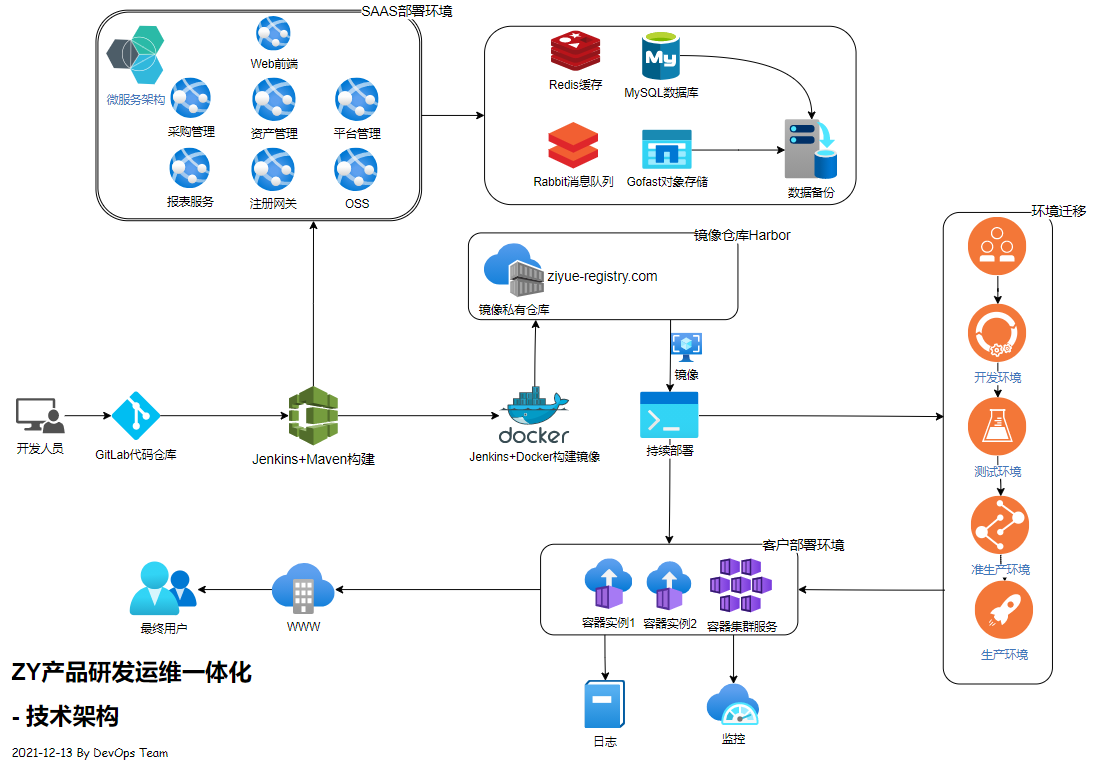 SAAS部署环境
Web前端
微服务架构
采购管理
资产管理
平台管理
报表服务
注册网关
OSS
Redis缓存
My
MySQL数据库
Rabbit消息队列
Gofast对象存储
数据备份
镜像仓库Harbor
ziyue-registry.com
镜像私有仓库
镜像
环境迁移
开发环境
测试环境
准生产环境
生产环境
开发人员
GitLab代码仓库
Jenkins+Maven构建
docker
Jenkins+Docker构建镜像
持续部署
客户部署环境
容器实例1
容器实例2
容器集群服务
WWW
最终用户
日志
监控
ZY产品研发运维一体化
- 技术架构
2021-12-13 By DevOps Team